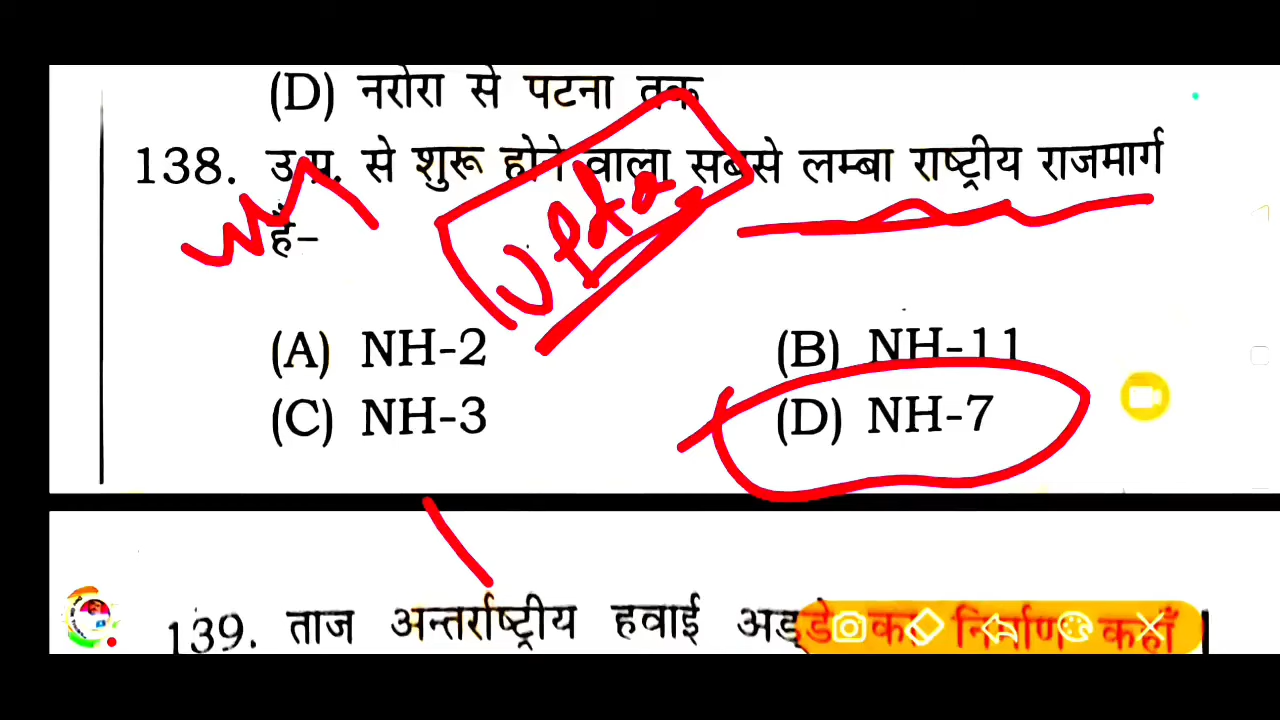 (D) नरोरा से पटना तक
138. उ.प्र. से शुरू होने वाला सबसे लम्बा राष्ट्रीय राजमार्ग
है–
(A) NH-2 (B) NH-11
(C) NH-3 (D) NH-7
139. ताज अन्तर्राष्ट्रीय हवाई अड्डे का निर्माण कहाँ